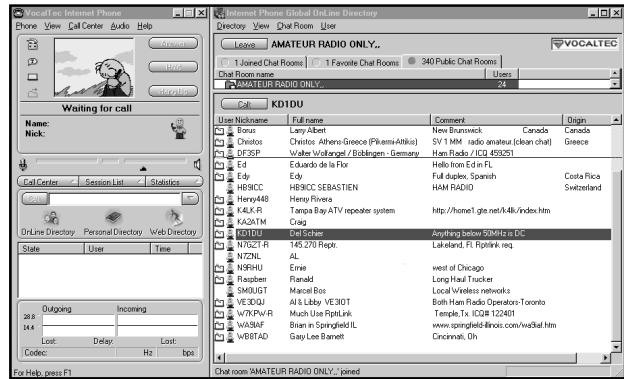 VocalTec Internet Phone
Phone View Call Center Audio Help
Answer
Hold
Hang Up
Waiting for call
Name:
Nick:
Call Center Session List Statistics
Call
OnLine Directory Personal Directory Web Directory
State User Time
Outgoing Incoming
28.8
14.4
Lost: Delay: Lost:
Codec: Hz bps
For Help, press F1
Internet Phone Global OnLine Directory
Directory View Chat Room User
Leave AMATEUR RADIO ONLY,,
VOCALTEC
1 Joined Chat Rooms 1 Favorite Chat Rooms 340 Public Chat Rooms
Chat Room name Users
AMATEUR RADIO ONLY,, 24
Call KD1DU
User Nickname Full name Comment Origin
Borus Larry Albert New Brunswick Canada Canada
Christos Christos Athens-Greece (Pikermi-Attikis) SV 1 MM radio amateur.(clean chat) Greece
DF3SP Walter Wolfangel / Böblingen - Germany Ham Radio / ICQ 459251
Ed Eduardo de la Flor Hello from Ed in FL
Edy Edy Full duplex, Spanish Costa Rica
HB9ICC HB9ICC SEBASTIEN HAM RADIO Switzerland
Henry448 Henry Rivera
K4LK-R Tampa Bay ATV repeater system http://home1.gte.net/k4lk/index.htm
KA2ATM Craig
KD1DU Del Schier Anything below 50MHz is DC
N7GZT-R 145.270 Reptr. Lakeland, Fl. Rptrlink req.
N7ZNL AL
N9RHU Ernie west of Chicago
Raspberr Ranald Long Haul Trucker
SM0UGT Marcel Bos Local Wireless networks
VE3DQJ Al & Libby VE3IOT Both Ham Radio Operators-Toronto
W7KPW-R Much Use RptrLink Temple,Tx. ICQ# 122401
WA9IAF Brian in Springfield IL www.springfield-illinois.com/wa9iaf.htm
WB8TAD Gary Lee Barnett Cincinnati, Oh
Chat room 'AMATEUR RADIO ONLY,,' joined